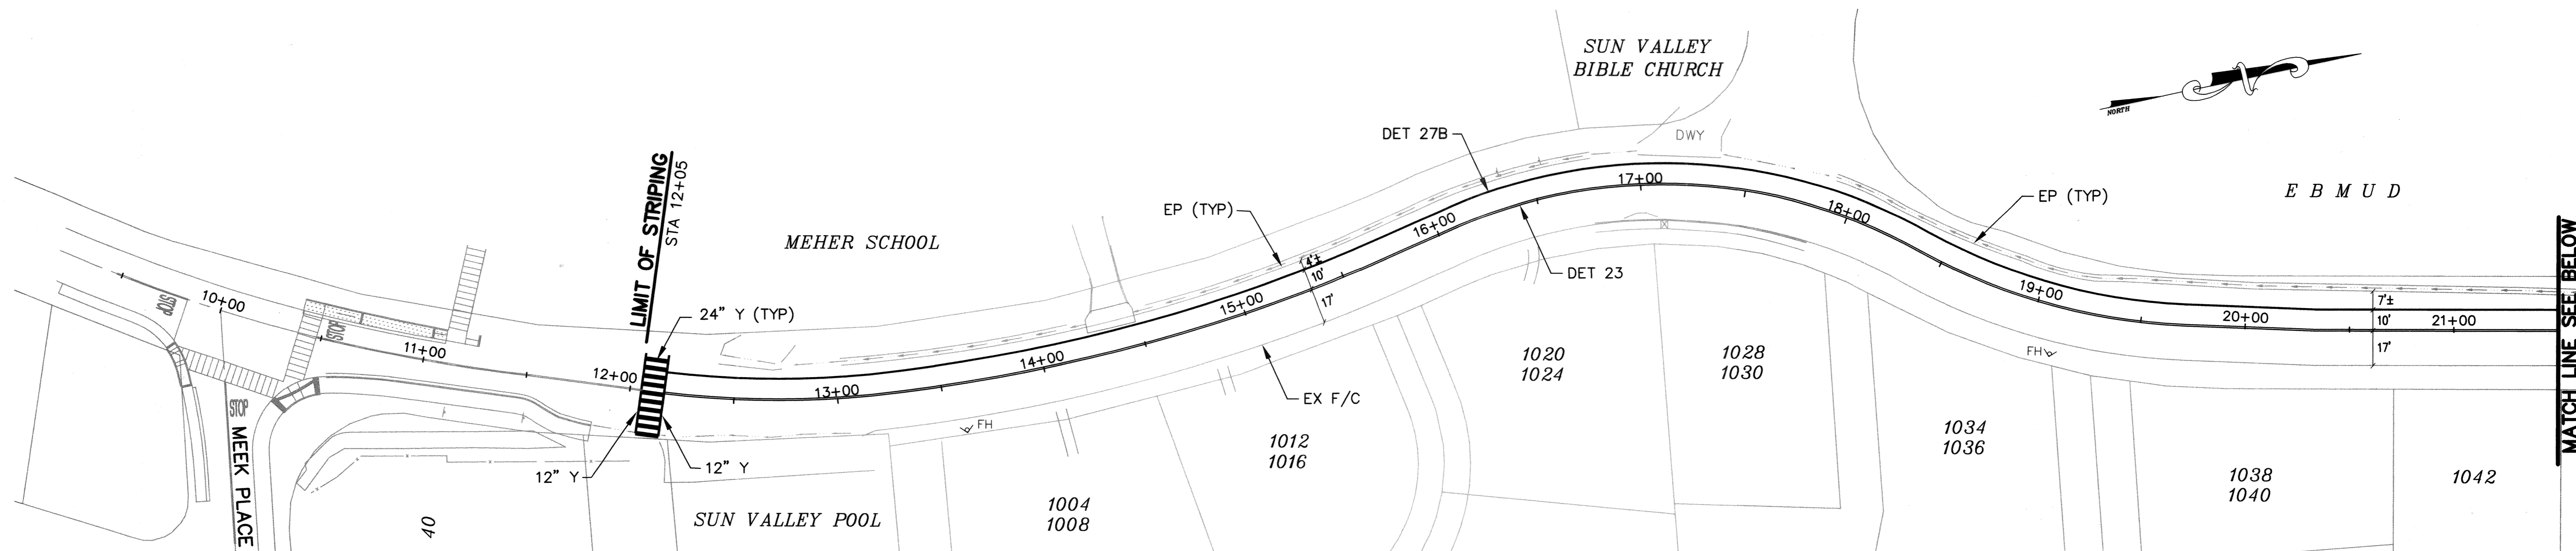 SUN VALLEY
BIBLE CHURCH
NORTH
DET 27B
DWY
LIMIT OF STRIPING
STA 12+05
MEHER SCHOOL
EP (TYP)
EP (TYP)
E B M U D
MATCH LINE SEE BELOW
10+00
11+00
12+00
13+00
14+00
15+00
16+00
17+00
18+00
19+00
20+00
21+00
STOP
STOP
STOP
24" Y (TYP)
4'±
10'
17'
DET 23
7'±
10'
17'
EX F/C
FH
FH
12" Y
12" Y
MEEK PLACE
40
SUN VALLEY POOL
1004
1008
1012
1016
1020
1024
1028
1030
1034
1036
1038
1040
1042